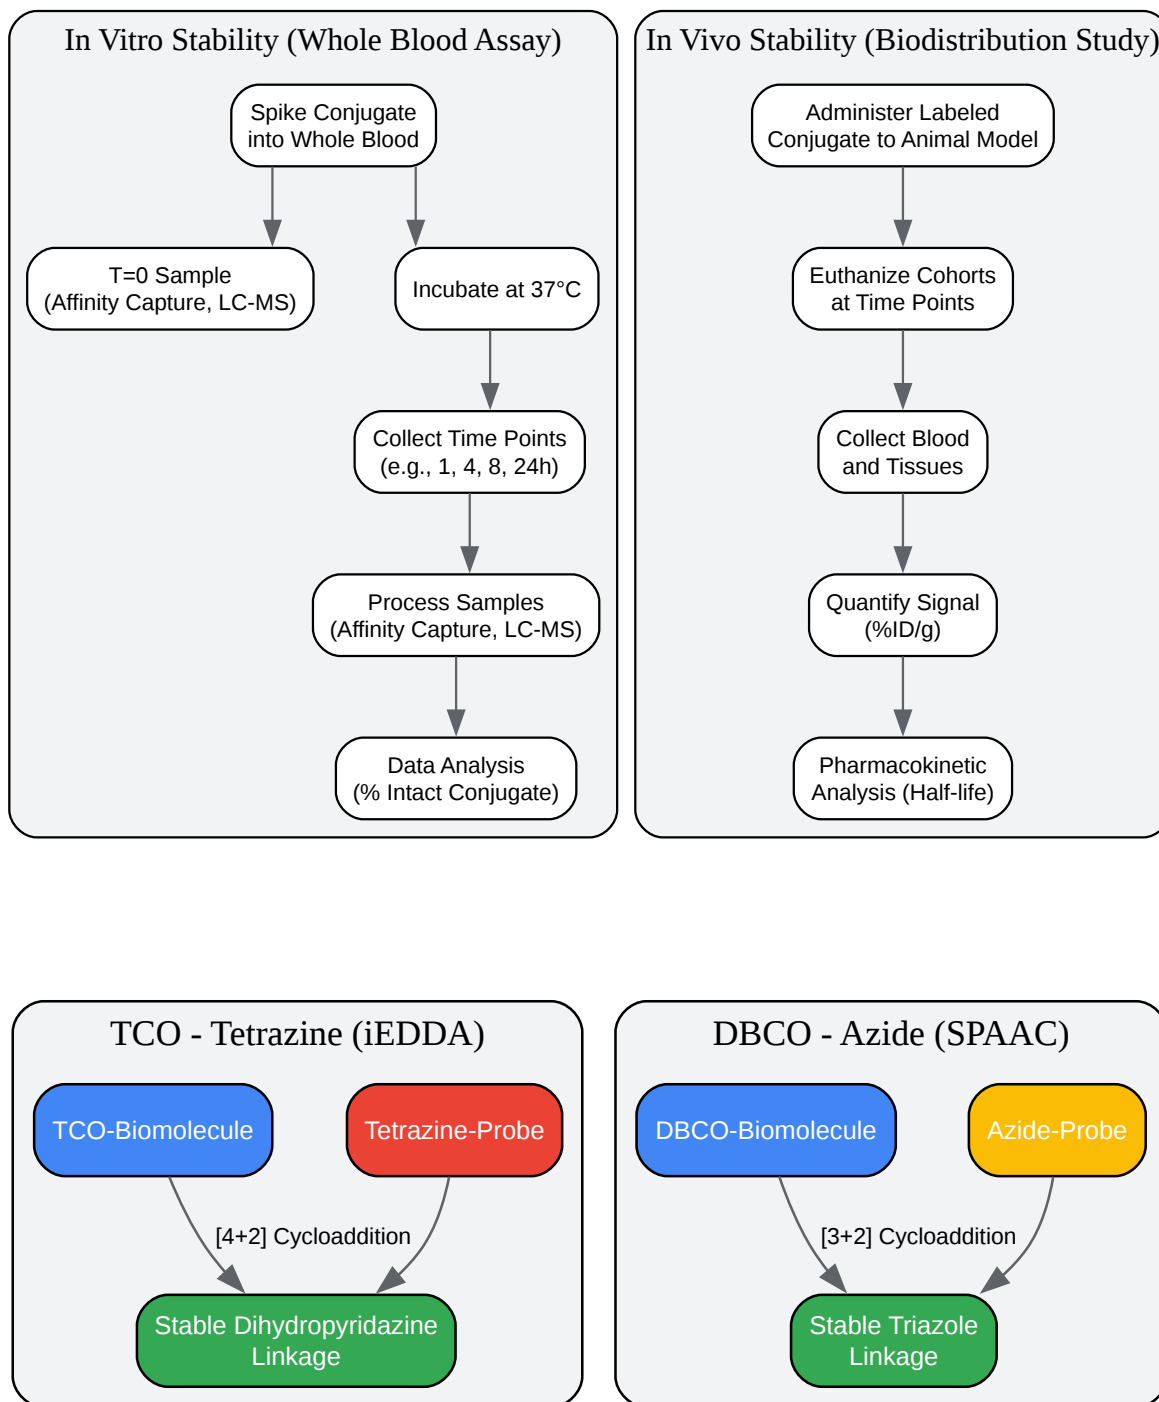 In Vitro Stability (Whole Blood Assay)
Spike Conjugate
into Whole Blood
T=0 Sample
(Affinity Capture, LC-MS)
Incubate at 37°C
Collect Time Points
(e.g., 1, 4, 8, 24h)
Process Samples
(Affinity Capture, LC-MS)
Data Analysis
(% Intact Conjugate)
In Vivo Stability (Biodistribution Study)
Administer Labeled
Conjugate to Animal Model
Euthanize Cohorts
at Time Points
Collect Blood
and Tissues
Quantify Signal
(%ID/g)
Pharmacokinetic
Analysis (Half-life)
TCO - Tetrazine (iEDDA)
TCO-Biomolecule
Tetrazine-Probe
[4+2] Cycloaddition
Stable Dihydropyridazine
Linkage
DBCO - Azide (SPAAC)
DBCO-Biomolecule
Azide-Probe
[3+2] Cycloaddition
Stable Triazole
Linkage